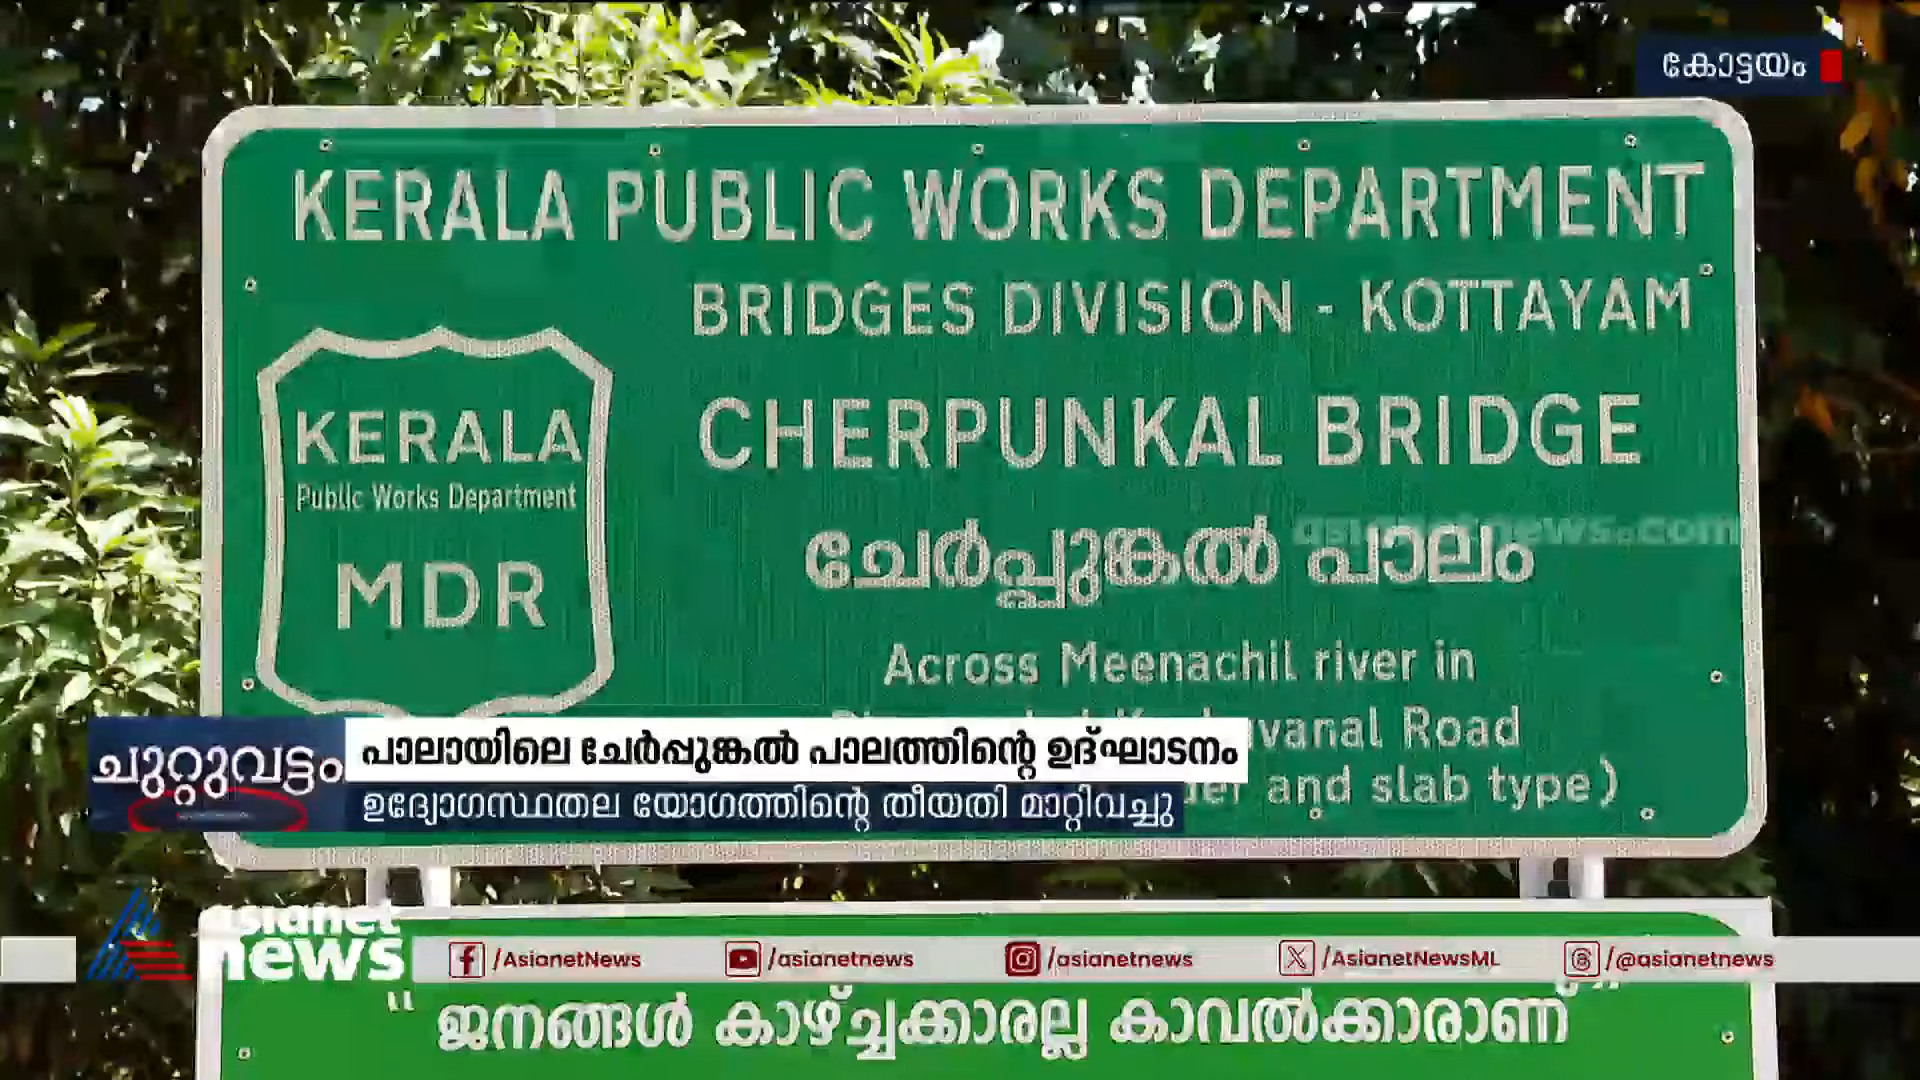 കോട്ടയം
KERALA PUBLIC WORKS DEPARTMENT
BRIDGES DIVISION - KOTTAYAM
KERALA
Public Works Department
MDR
CHERPUNKAL BRIDGE
ചേർപ്പുങ്കൽ പാലം
asianetnews.com
Across Meenachil river in
Road
and slab type)
ചുറ്റുവട്ടം
പാലായിലെ ചേർപ്പുങ്കൽ പാലത്തിന്റെ ഉദ്ഘാടനം
ഉദ്യോഗസ്ഥതല യോഗത്തിന്റെ തീയതി മാറ്റിവച്ചു
asianet news
/AsianetNews /asianetnews /asianetnews /AsianetNewsML /@asianetnews
" ജനങ്ങൾ കാഴ്ച്ചക്കാരല്ല കാവൽക്കാരാണ് "